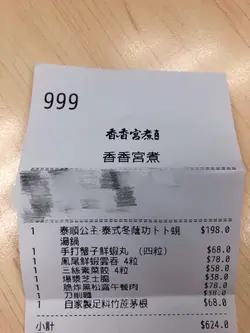 999
香香宮煮
香香宮煮
1 泰順公主·泰式冬蔭功卜卜蜆 $198.0
湯鍋
1 手打蟹子鮮蝦丸 (四粒) $68.0
1 鳳尾鮮蝦雲吞 4粒 $78.0
1 三絲素菜餃 4粒 $58.0
1 爆漿芝士腸 $38.0
1 脆炸黑松露午餐肉 $78.0
1 刀削麵 $38.0
1 自家製足料竹蔗茅根 $68.0
小計 $624.0